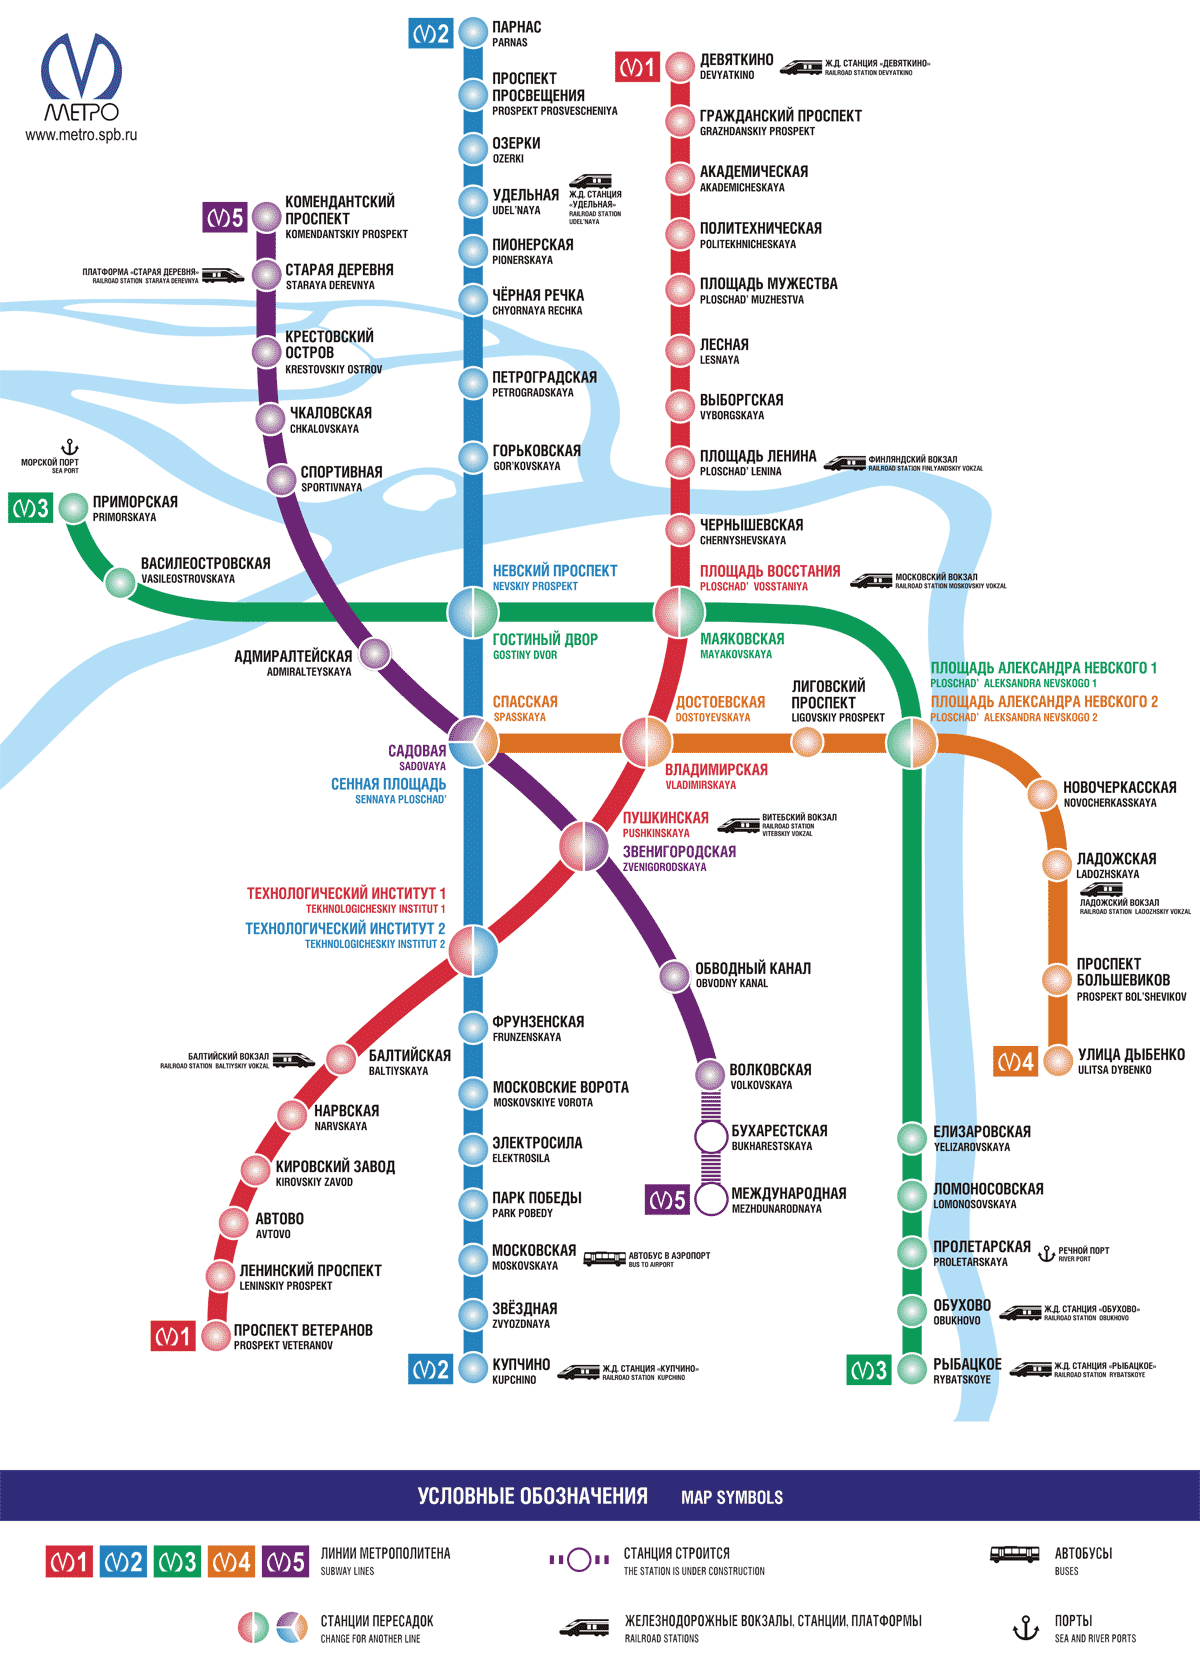 МЕТРО
www.metro.spb.ru
2
ПАРНАС
PARNAS
ПРОСПЕКТ
ПРОСВЕЩЕНИЯ
PROSPEKT PROSVESCHENIYA
ОЗЕРКИ
OZERKI
УДЕЛЬНАЯ
UDEL'NAYA
Ж.Д. СТАНЦИЯ
«УДЕЛЬНАЯ»
RAILROAD STATION
UDEL'NAYA
ПИОНЕРСКАЯ
PIONERSKAYA
ЧЁРНАЯ РЕЧКА
CHYORNAYA RECHKA
ПЕТРОГРАДСКАЯ
PETROGRADSKAYA
ГОРЬКОВСКАЯ
GOR'KOVSKAYA
НЕВСКИЙ ПРОСПЕКТ
NEVSKIY PROSPEKT
ГОСТИНЫЙ ДВОР
GOSTINY DVOR
1
ДЕВЯТКИНО
DEVYATKINO
Ж.Д. СТАНЦИЯ «ДЕВЯТКИНО»
RAILROAD STATION DEVYATKINO
ГРАЖДАНСКИЙ ПРОСПЕКТ
GRAZHDANSKIY PROSPEKT
АКАДЕМИЧЕСКАЯ
AKADEMICHESKAYA
ПОЛИТЕХНИЧЕСКАЯ
POLITEKHNICHESKAYA
ПЛОЩАДЬ МУЖЕСТВА
PLOSCHAD' MUZHESTVA
ЛЕСНАЯ
LESNAYA
ВЫБОРГСКАЯ
VYBORGSKAYA
ПЛОЩАДЬ ЛЕНИНА
PLOSCHAD' LENINA
ФИНЛЯНДСКИЙ ВОКЗАЛ
RAILROAD STATION FINLYANDSKIY VOKZAL
ЧЕРНЫШЕВСКАЯ
CHERNYSHEVSKAYA
ПЛОЩАДЬ ВОССТАНИЯ
PLOSCHAD' VOSSTANIYA
МОСКОВСКИЙ ВОКЗАЛ
RAILROAD STATION MOSKOVSKIY VOKZAL
МАЯКОВСКАЯ
MAYAKOVSKAYA
5
КОМЕНДАНТСКИЙ
ПРОСПЕКТ
KOMENDANTSKIY PROSPEKT
ПЛАТФОРМА «СТАРАЯ ДЕРЕВНЯ»
RAILROAD STATION STARAYA DEREVNYA
СТАРАЯ ДЕРЕВНЯ
STARAYA DEREVNYA
КРЕСТОВСКИЙ
ОСТРОВ
KRESTOVSKIY OSTROV
ЧКАЛОВСКАЯ
CHKALOVSKAYA
СПОРТИВНАЯ
SPORTIVNAYA
МОРСКОЙ ПОРТ
SEA PORT
3
ПРИМОРСКАЯ
PRIMORSKAYA
ВАСИЛЕОСТРОВСКАЯ
VASILEOSTROVSKAYA
АДМИРАЛТЕЙСКАЯ
ADMIRALTEYSKAYA
СПАССКАЯ
SPASSKAYA
САДОВАЯ
SADOVAYA
СЕННАЯ ПЛОЩАДЬ
SENNAYA PLOSCHAD'
ДОСТОЕВСКАЯ
DOSTOYEVSKAYA
ВЛАДИМИРСКАЯ
VLADIMIRSKAYA
ЛИГОВСКИЙ
ПРОСПЕКТ
LIGOVSKIY PROSPEKT
ПЛОЩАДЬ АЛЕКСАНДРА НЕВСКОГО 1
PLOSCHAD' ALEKSANDRA NEVSKOGO 1
ПЛОЩАДЬ АЛЕКСАНДРА НЕВСКОГО 2
PLOSCHAD' ALEKSANDRA NEVSKOGO 2
НОВОЧЕРКАССКАЯ
NOVOCHERKASSKAYA
ЛАДОЖСКАЯ
LADOZHSKAYA
ЛАДОЖСКИЙ ВОКЗАЛ
RAILROAD STATION LADOZHSKIY VOKZAL
ПРОСПЕКТ
БОЛЬШЕВИКОВ
PROSPEKT BOL'SHEVIKOV
4
УЛИЦА ДЫБЕНКО
ULITSA DYBENKO
ПУШКИНСКАЯ
PUSHKINSKAYA
ВИТЕБСКИЙ ВОКЗАЛ
RAILROAD STATION
VITEBSKIY VOKZAL
ЗВЕНИГОРОДСКАЯ
ZVENIGORODSKAYA
ТЕХНОЛОГИЧЕСКИЙ ИНСТИТУТ 1
TEKHNOLOGICHESKIY INSTITUT 1
ТЕХНОЛОГИЧЕСКИЙ ИНСТИТУТ 2
TEKHNOLOGICHESKIY INSTITUT 2
ОБВОДНЫЙ КАНАЛ
OBVODNY KANAL
ВОЛКОВСКАЯ
VOLKOVSKAYA
БУХАРЕСТСКАЯ
BUKHARESTSKAYA
5
МЕЖДУНАРОДНАЯ
MEZHDUNARODNAYA
БАЛТИЙСКИЙ ВОКЗАЛ
RAILROAD STATION BALTIYSKIY VOKZAL
БАЛТИЙСКАЯ
BALTIYSKAYA
НАРВСКАЯ
NARVSKAYA
КИРОВСКИЙ ЗАВОД
KIROVSKIY ZAVOD
АВТОВО
AVTOVO
ЛЕНИНСКИЙ ПРОСПЕКТ
LENINSKIY PROSPEKT
1
ПРОСПЕКТ ВЕТЕРАНОВ
PROSPEKT VETERANOV
ФРУНЗЕНСКАЯ
FRUNZENSKAYA
МОСКОВСКИЕ ВОРОТА
MOSKOVSKIYE VOROTA
ЭЛЕКТРОСИЛА
ELEKTROSILA
ПАРК ПОБЕДЫ
PARK POBEDY
МОСКОВСКАЯ
MOSKOVSKAYA
АВТОБУС В АЭРОПОРТ
BUS TO AIRPORT
ЗВЁЗДНАЯ
ZVYOZDNAYA
2
КУПЧИНО
KUPCHINO
Ж.Д. СТАНЦИЯ «КУПЧИНО»
RAILROAD STATION KUPCHINO
ЕЛИЗАРОВСКАЯ
YELIZAROVSKAYA
ЛОМОНОСОВСКАЯ
LOMONOSOVSKAYA
ПРОЛЕТАРСКАЯ
PROLETARSKAYA
РЕЧНОЙ ПОРТ
RIVER PORT
ОБУХОВО
OBUKHOVO
Ж.Д. СТАНЦИЯ «ОБУХОВО»
RAILROAD STATION OBUKHOVO
3
РЫБАЦКОЕ
RYBATSKOYE
Ж.Д. СТАНЦИЯ «РЫБАЦКОЕ»
RAILROAD STATION RYBATSKOYE
УСЛОВНЫЕ ОБОЗНАЧЕНИЯ MAP SYMBOLS
1 2 3 4 5
ЛИНИИ МЕТРОПОЛИТЕНА
SUBWAY LINES
СТАНЦИЯ СТРОИТСЯ
THE STATION IS UNDER CONSTRUCTION
АВТОБУСЫ
BUSES
СТАНЦИИ ПЕРЕСАДОК
CHANGE FOR ANOTHER LINE
ЖЕЛЕЗНОДОРОЖНЫЕ ВОКЗАЛЫ, СТАНЦИИ, ПЛАТФОРМЫ
RAILROAD STATIONS
ПОРТЫ
SEA AND RIVER PORTS